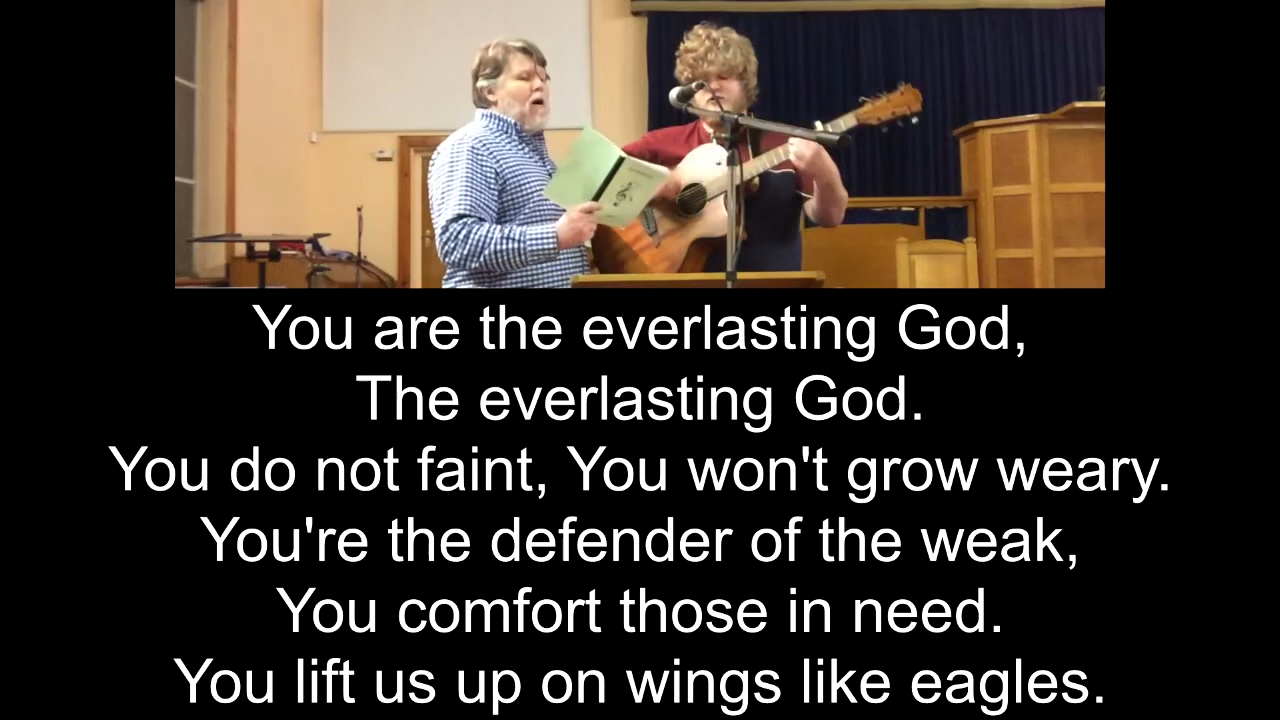 You are the everlasting God,
The everlasting God.
You do not faint, You won't grow weary.
You're the defender of the weak,
You comfort those in need.
You lift us up on wings like eagles.